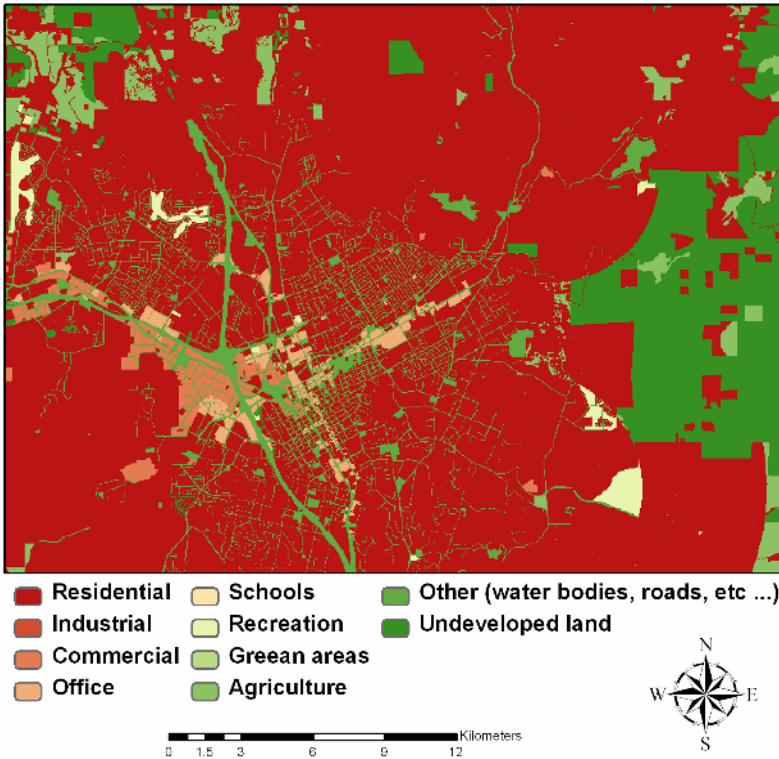 Residential Schools Other (water bodies, roads, etc ...)
Industrial Recreation Undeveloped land
Commercial Greean areas
Office Agriculture
N
W E
S
Kilometers
0 1.5 3 6 9 12